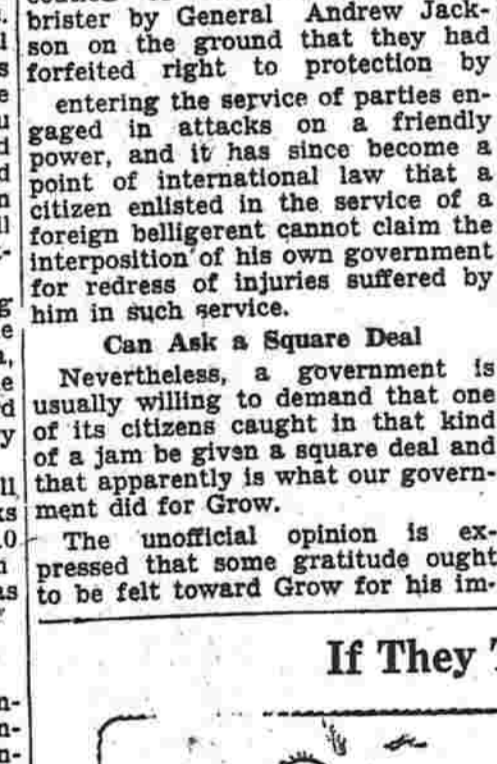 brister by General Andrew Jack-
son on the ground that they had
forfeited right to protection by
entering the service of parties en-
gaged in attacks on a friendly
power, and it has since become a
point of international law that a
citizen enlisted in the service of a
foreign belligerent cannot claim the
interposition of his own government
for redress of injuries suffered by
him in such service.
Can Ask a Square Deal
Nevertheless, a government is
usually willing to demand that one
of its citizens caught in that kind
of a jam be given a square deal and
that apparently is what our govern-
ment did for Grow.
The unofficial opinion is ex-
pressed that some gratitude ought
to be felt toward Grow for his im-
If They